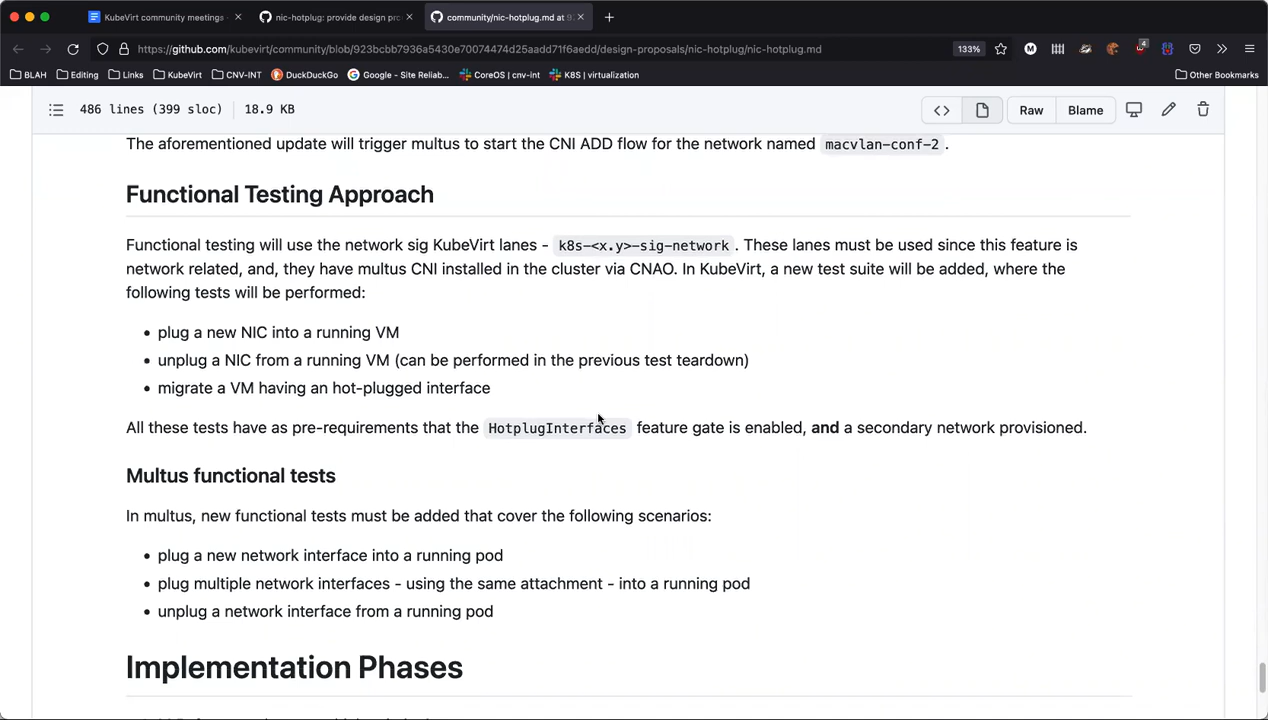 KubeVirt community meetings
nic-hotplug: provide design pro
community/nic-hotplug.md at 9
https://github.com/kubevirt/community/blob/923bcbb7936a5430e70074474d25aadd71f6aedd/design-proposals/nic-hotplug/nic-hotplug.md
133%
4
BLAH
Editing
Links
KubeVirt
CNV-INT
DuckDuckGo
Google - Site Reliab...
CoreOS | cnv-int
K8S | virtualization
Other Bookmarks
486 lines (399 sloc)
18.9 KB
Raw
Blame
The aforementioned update will trigger multus to start the CNI ADD flow for the network named macvlan-conf-2 .
Functional Testing Approach
Functional testing will use the network sig KubeVirt lanes - k8s-<x.y>-sig-network . These lanes must be used since this feature is
network related, and, they have multus CNI installed in the cluster via CNAO. In KubeVirt, a new test suite will be added, where the
following tests will be performed:
• plug a new NIC into a running VM
• unplug a NIC from a running VM (can be performed in the previous test teardown)
• migrate a VM having an hot-plugged interface
All these tests have as pre-requirements that the HotplugInterfaces feature gate is enabled, and a secondary network provisioned.
Multus functional tests
In multus, new functional tests must be added that cover the following scenarios:
• plug a new network interface into a running pod
• plug multiple network interfaces - using the same attachment - into a running pod
• unplug a network interface from a running pod
Implementation Phases